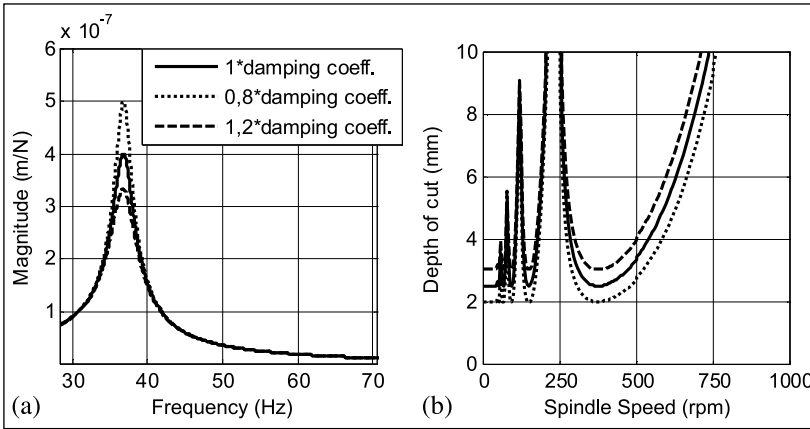 x 10^-7
6
5
4
3
2
1
30 40 50 60 70
Magnitude (m/N)
Frequency (Hz)
(a)
1*damping coeff.
0,8*damping coeff.
1,2*damping coeff.
10
8
6
4
2
0
0 250 500 750 1000
Depth of cut (mm)
Spindle Speed (rpm)
(b)